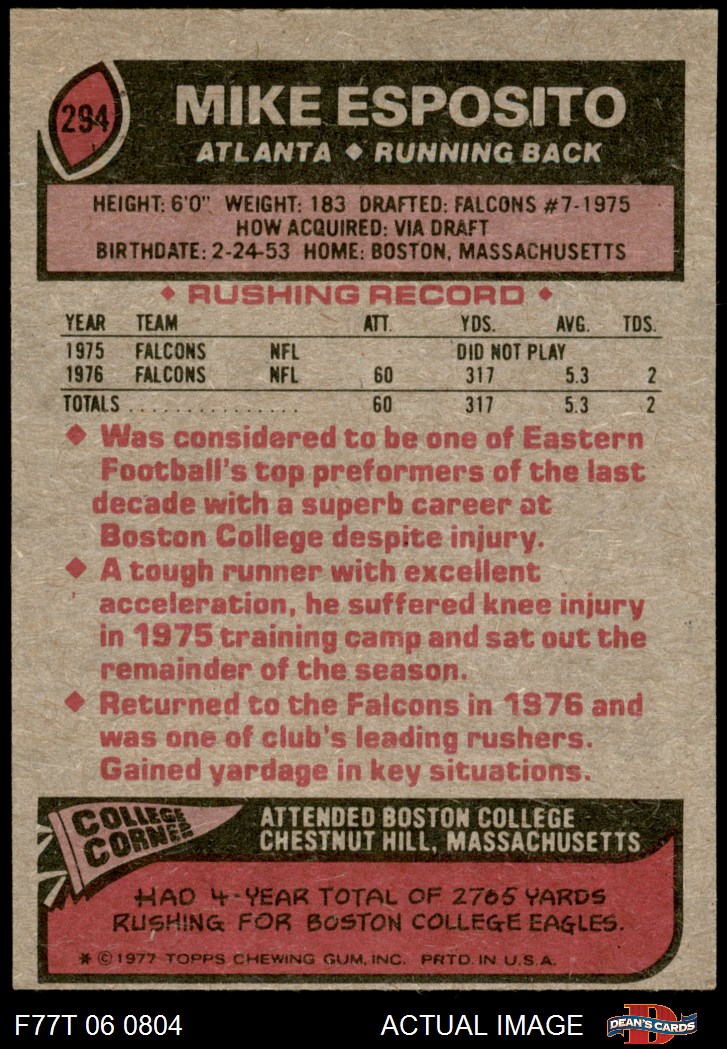 294
MIKE ESPOSITO
ATLANTA ◆ RUNNING BACK
HEIGHT: 6'0" WEIGHT: 183 DRAFTED: FALCONS #7-1975
HOW ACQUIRED: VIA DRAFT
BIRTHDATE: 2-24-53 HOME: BOSTON, MASSACHUSETTS
◆ RUSHING RECORD ◆
YEAR TEAM ATT. YDS. AVG. TDS.
1975 FALCONS NFL DID NOT PLAY
1976 FALCONS NFL 60 317 5.3 2
TOTALS . . . . . . . . . . . . . . . 60 317 5.3 2
◆ Was considered to be one of Eastern
Football's top preformers of the last
decade with a superb career at
Boston College despite injury.
◆ A tough runner with excellent
acceleration, he suffered knee injury
in 1975 training camp and sat out the
remainder of the season.
◆ Returned to the Falcons in 1976 and
was one of club's leading rushers.
Gained yardage in key situations.
COLLEGE
CORNER
ATTENDED BOSTON COLLEGE
CHESTNUT HILL, MASSACHUSETTS
HAD 4-YEAR TOTAL OF 2765 YARDS
RUSHING FOR BOSTON COLLEGE EAGLES.
* © 1977 TOPPS CHEWING GUM, INC. PRTD. IN U.S.A.
F77T 06 0804 ACTUAL IMAGE D DEAN'S CARDS